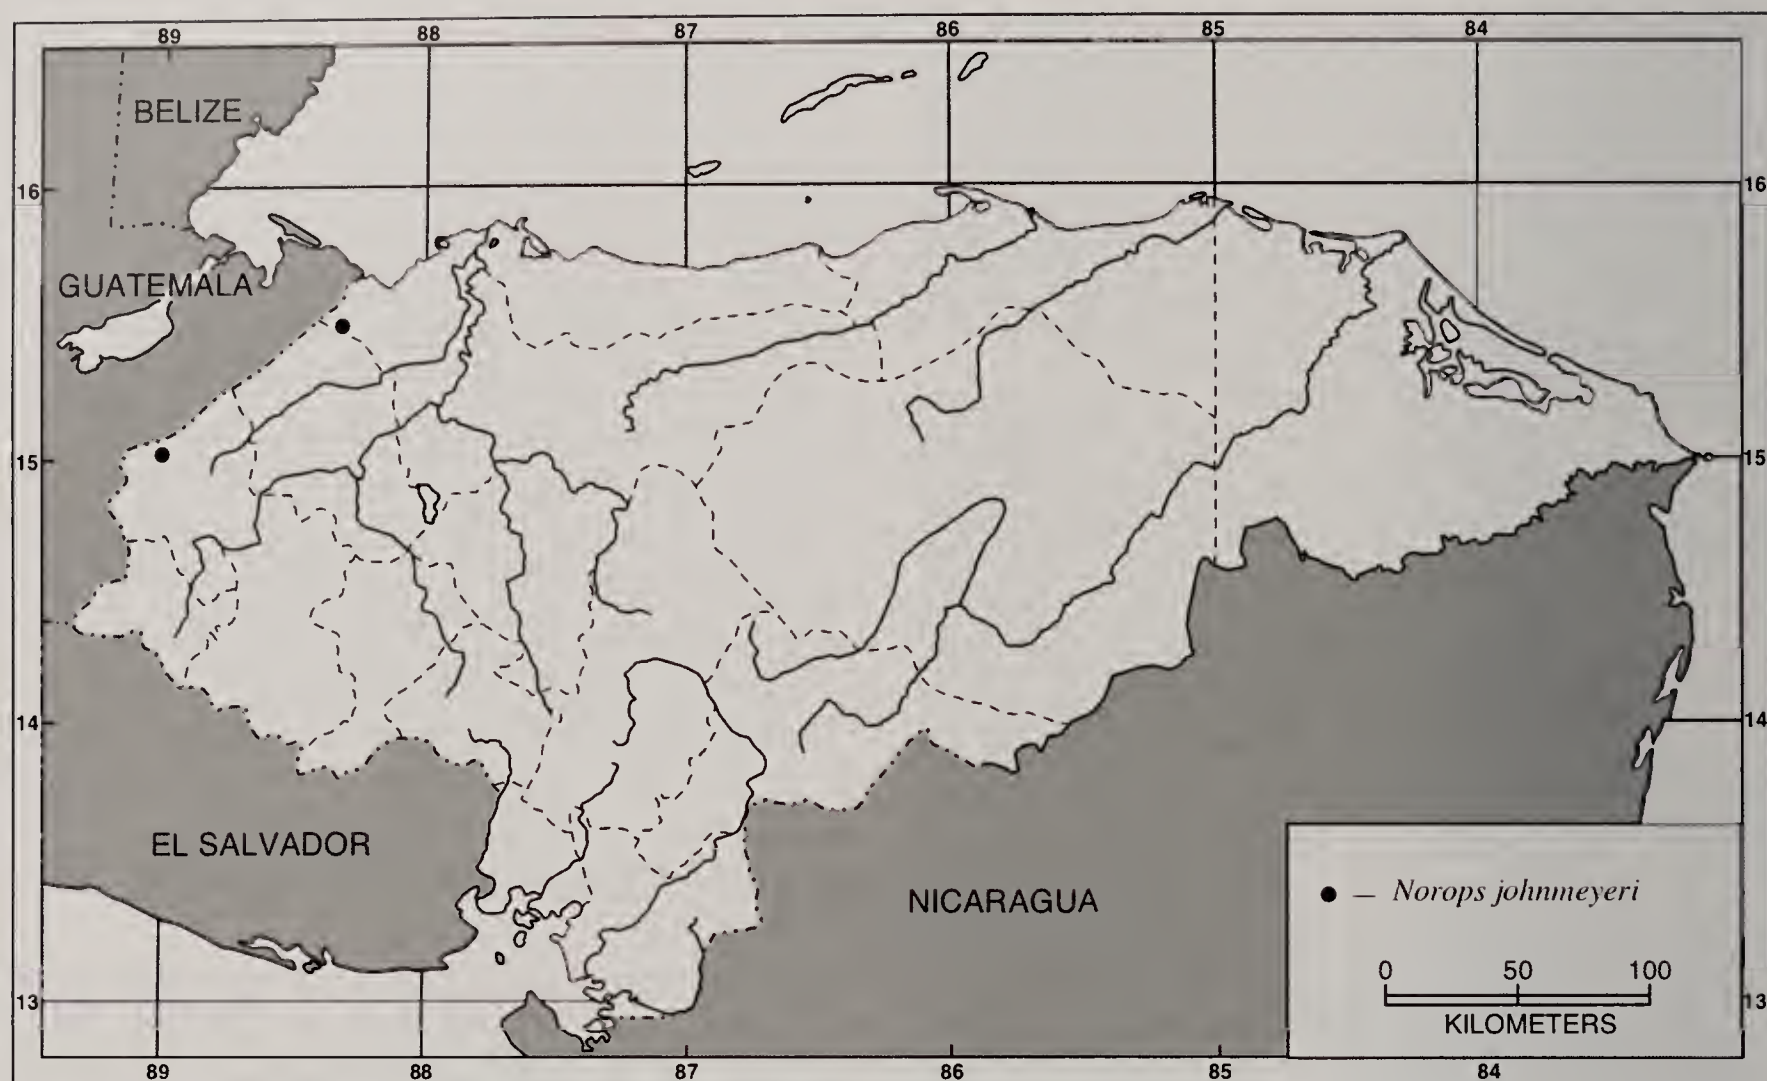 89 88 87 86 85 84
BELIZE
16 16
GUATEMALA
15 15
14 14
EL SALVADOR
NICARAGUA
● – Norops johnmeyeri
0 50 100
KILOMETERS
13 13
89 88 87 86 85 84